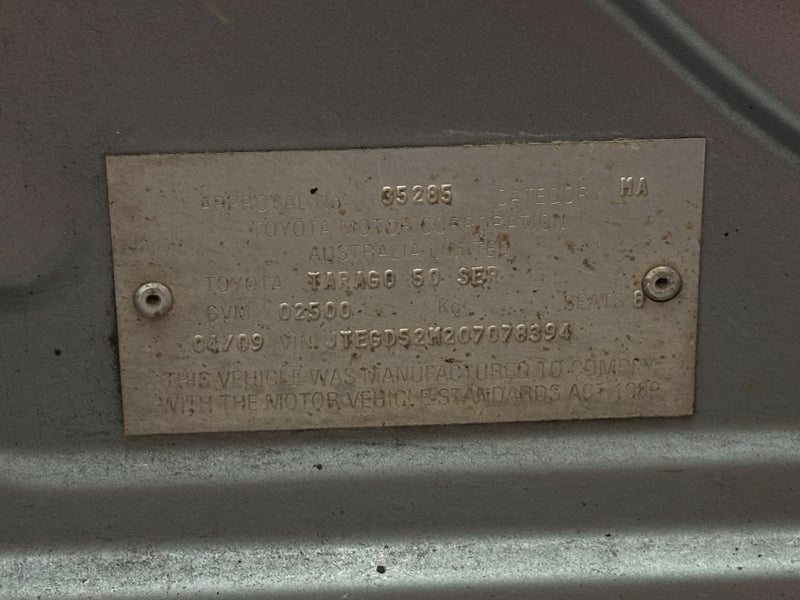 APPROVAL No. 35285 CATEGORY MA
TOYOTA MOTOR CORPORATION
AUSTRALIA LIMITED
TOYOTA TARAGO 50 SER
GVM 02500 Kg SEATS 8
04/09 VIN JTEGD52M207078394
THIS VEHICLE WAS MANUFACTURED TO COMPLY
WITH THE MOTOR VEHICLE STANDARDS ACT 1989